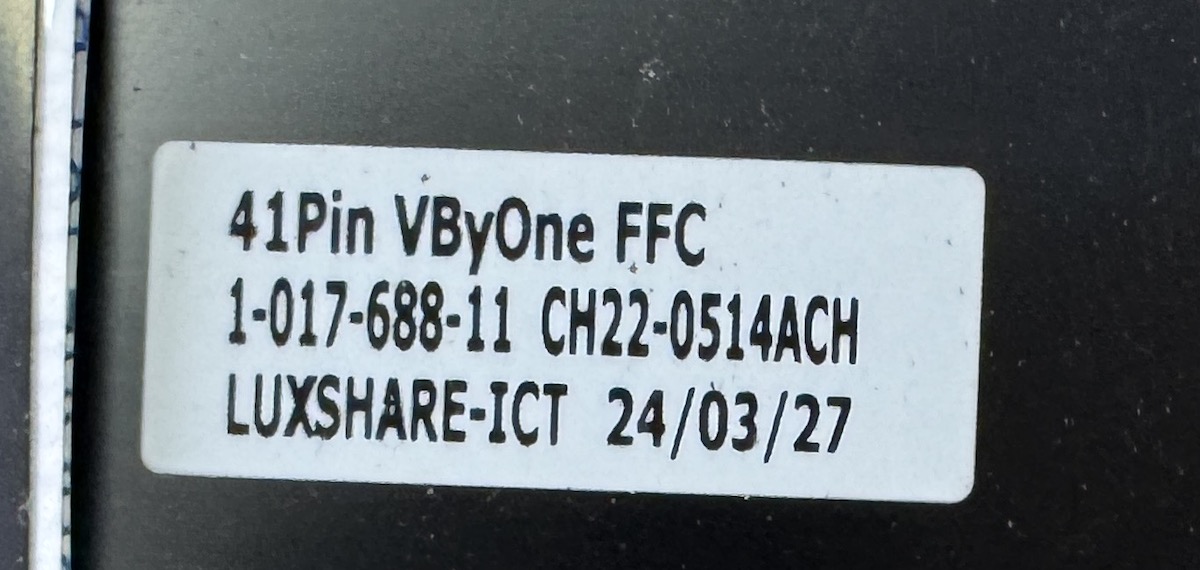 41Pin VByOne FFC
1-017-688-11 CH22-0514ACH
LUXSHARE-ICT 24/03/27